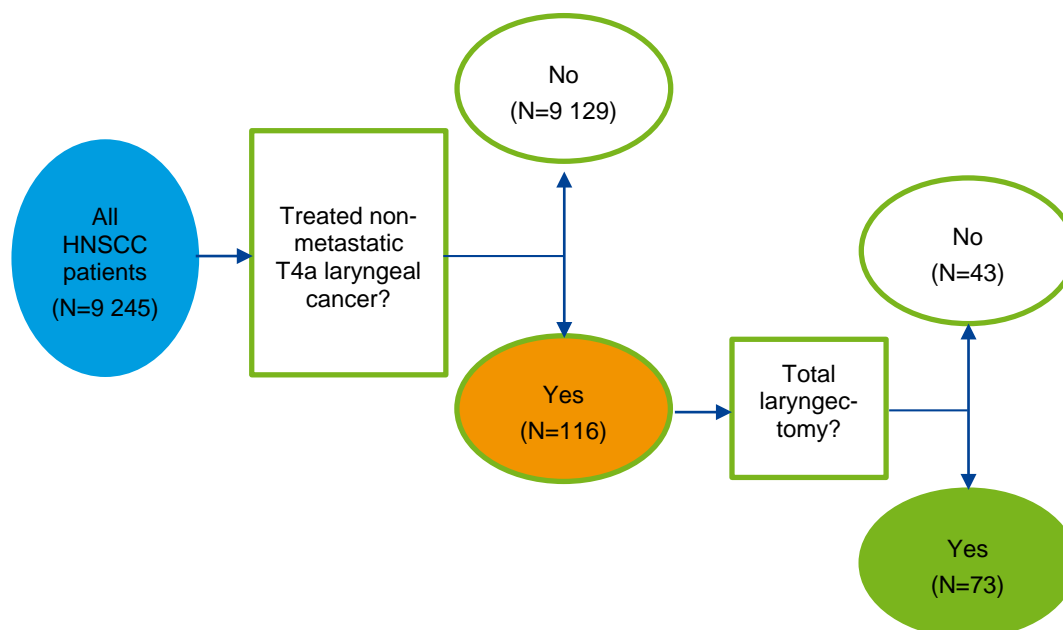 All
HNSCC
patients
(N=9 245)
Treated non-
metastatic
T4a laryngeal
cancer?
No
(N=9 129)
Yes
(N=116)
Total
laryngec-
tomy?
No
(N=43)
Yes
(N=73)